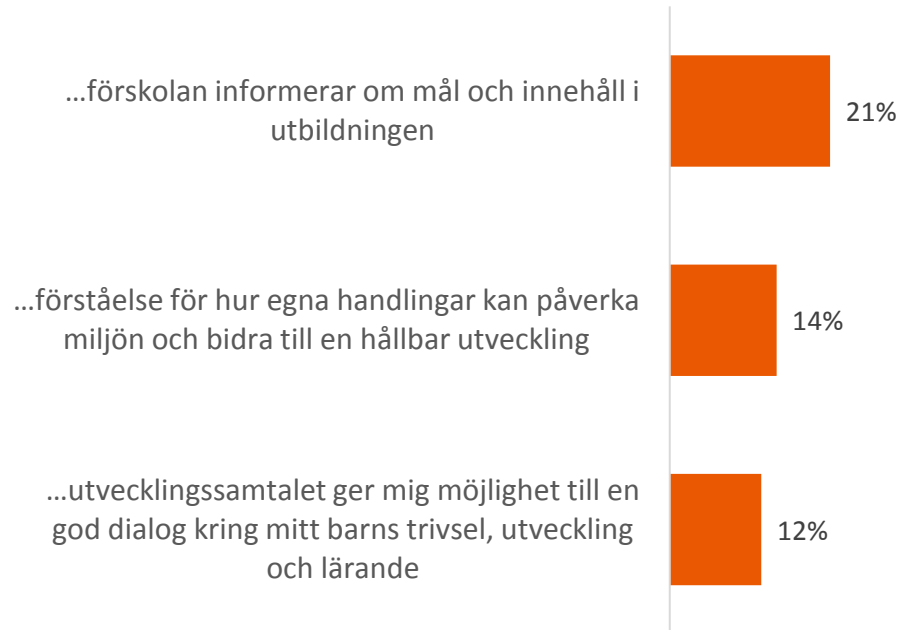 …förskolan informerar om mål och innehåll i
utbildningen
21%
…förståelse för hur egna handlingar kan påverka
miljön och bidra till en hållbar utveckling
14%
…utvecklingssamtalet ger mig möjlighet till en
god dialog kring mitt barns trivsel, utveckling
och lärande
12%